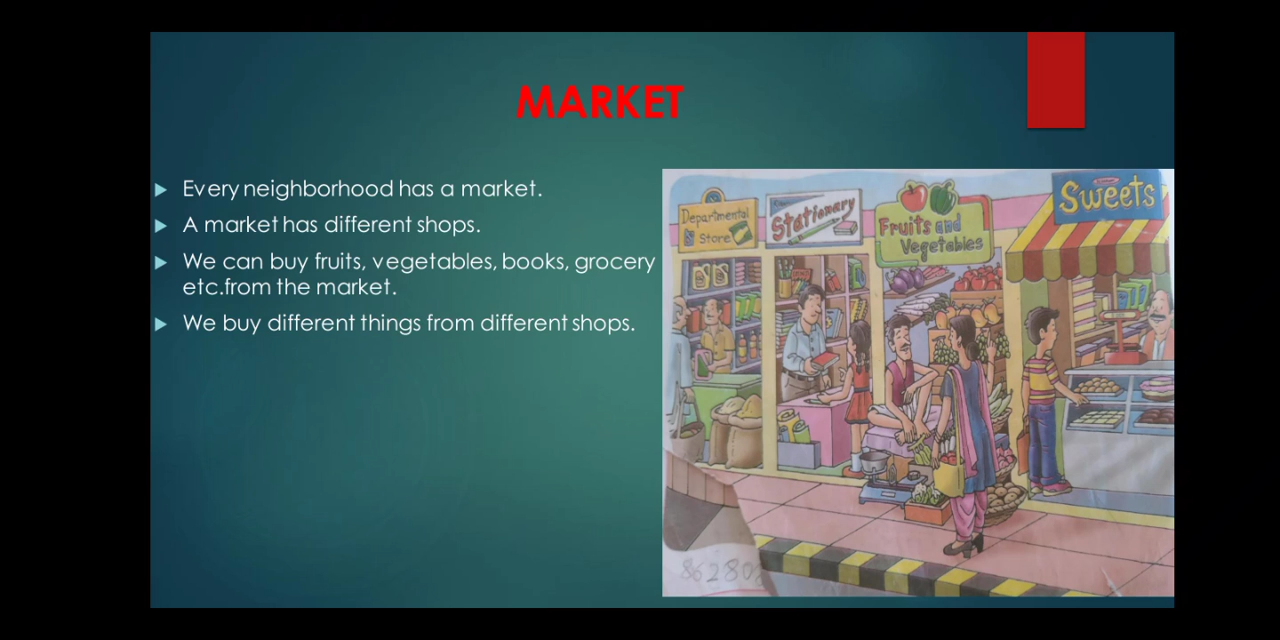 MARKET
Every neighborhood has a market.
A market has different shops.
We can buy fruits, vegetables, books, grocery
etc.from the market.
We buy different things from different shops.
Departmental
Store
Stationary
Fruits and
Vegetables
Sweets